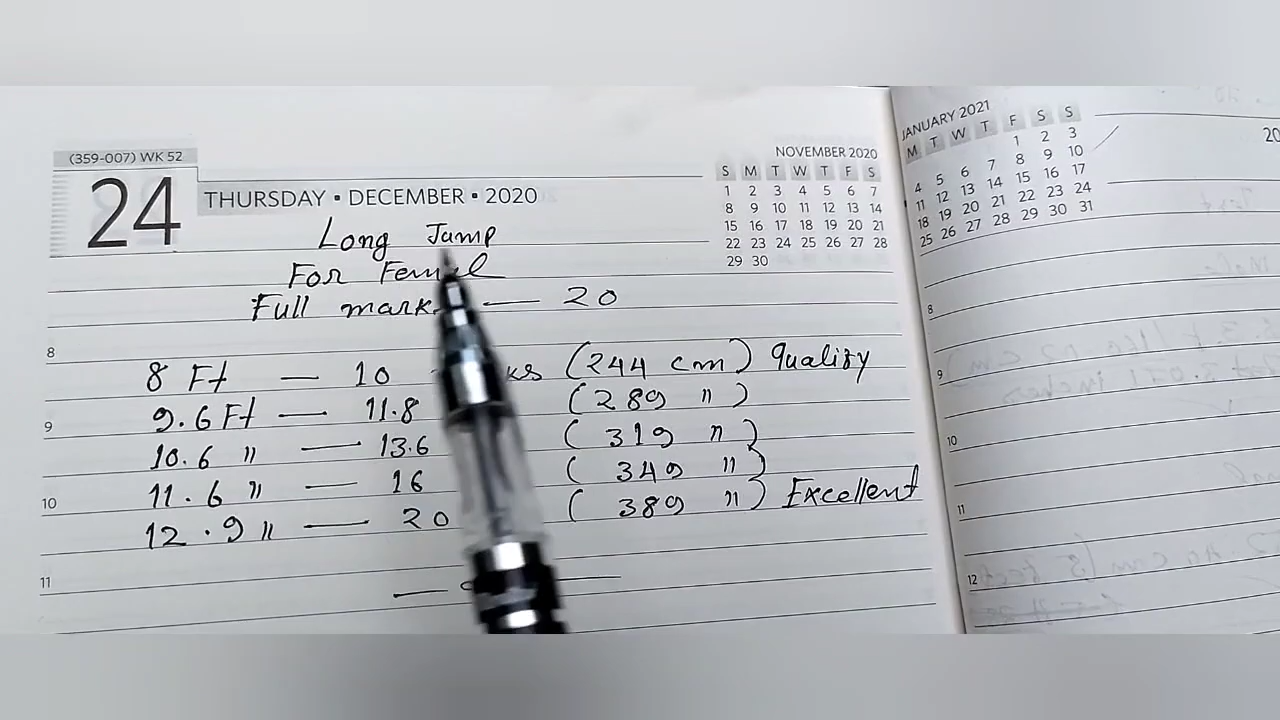 (359-007) WK 52
24
THURSDAY • DECEMBER • 2020
NOVEMBER 2020
S M T W T F S
1 2 3 4 5 6 7
8 9 10 11 12 13 14
15 16 17 18 19 20 21
22 23 24 25 26 27 28
29 30
Long Jump
For Femal
Full mark — 20
8
8 Ft — 10 (244 cm) Qualify
9.6 Ft — 11.8 (289 ")
9
10.6 " — 13.6 (319 ")
11.6 " — 16 (349 ")
10
12.9 " — 20 (389 ") Excellent
11
JANUARY 2021
M T W T F S S
1 2 3
4 5 6 7 8 9 10
11 12 13 14 15 16 17
18 19 20 21 22 23 24
25 26 27 28 29 30 31
20
8
9
10
11
12